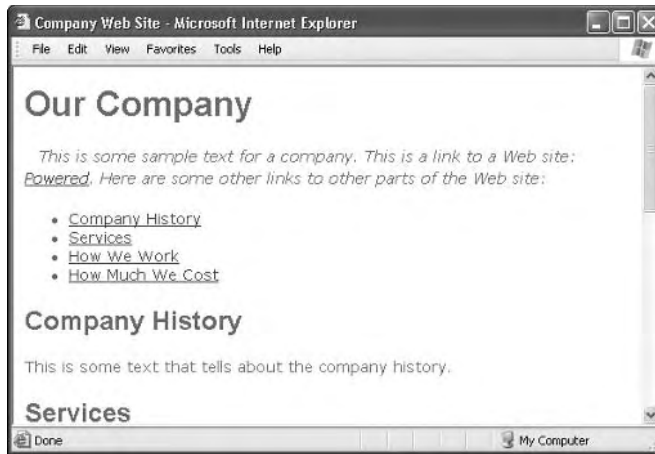 Company Web Site - Microsoft Internet Explorer
File Edit View Favorites Tools Help
Our Company
This is some sample text for a company. This is a link to a Web site:
Powered. Here are some other links to other parts of the Web site:
Company History
Services
How We Work
How Much We Cost
Company History
This is some text that tells about the company history.
Services
Done My Computer